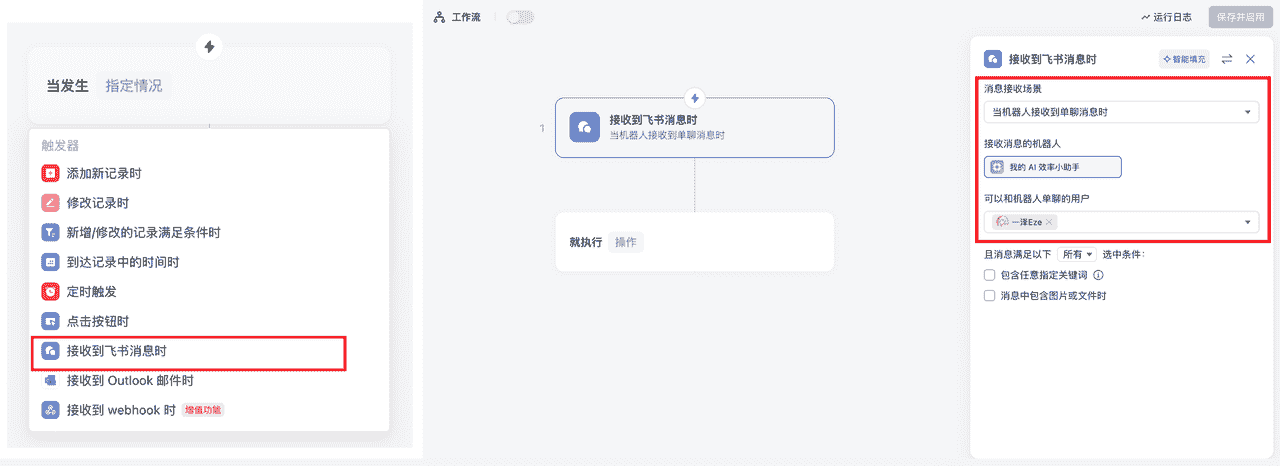 当发生 指定情况
触发器
添加新记录时
修改记录时
新增/修改的记录满足条件时
到达记录中的时间时
定时触发
点击按钮时
接收到飞书消息时
接收到 Outlook 邮件时
接收到 webhook 时 增值功能
工作流
运行日志 保存并启用
1
接收到飞书消息时
当机器人接收到单聊消息时
就执行 操作
接收到飞书消息时 智能填充
消息接收场景
当机器人接收到单聊消息时
接收消息的机器人
我的 AI 效率小助手
可以和机器人单聊的用户
一泽Eze
且消息满足以下 所有 选中条件：
包含任意指定关键词
消息中包含图片或文件时